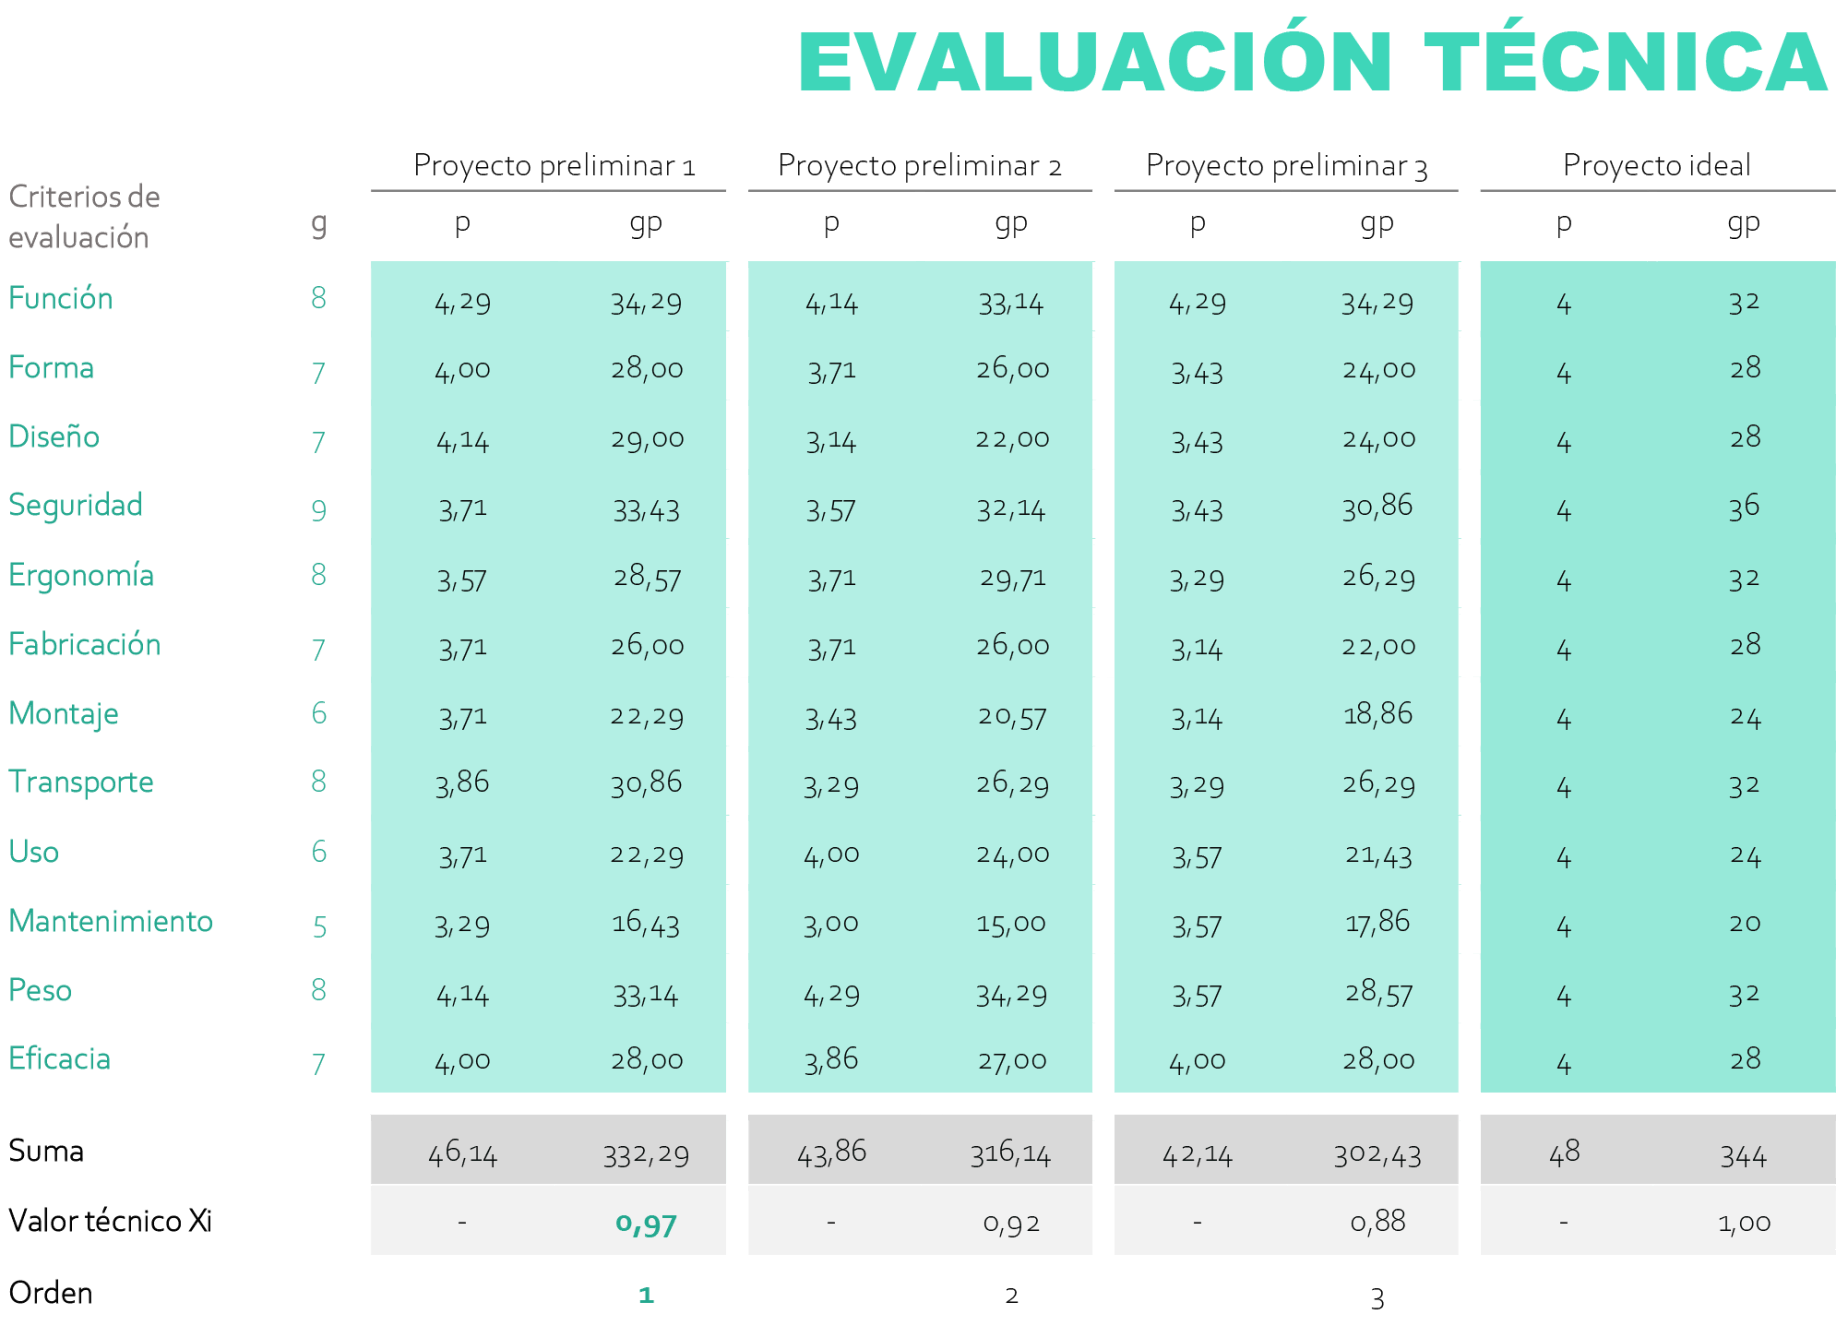 EVALUACIÓN TÉCNICA
Proyecto preliminar 1 Proyecto preliminar 2 Proyecto preliminar 3 Proyecto ideal
Criterios de
evaluación g p gp p gp p gp p gp
Función 8 4,29 34,29 4,14 33,14 4,29 34,29 4 32
Forma 7 4,00 28,00 3,71 26,00 3,43 24,00 4 28
Diseño 7 4,14 29,00 3,14 22,00 3,43 24,00 4 28
Seguridad 9 3,71 33,43 3,57 32,14 3,43 30,86 4 36
Ergonomía 8 3,57 28,57 3,71 29,71 3,29 26,29 4 32
Fabricación 7 3,71 26,00 3,71 26,00 3,14 22,00 4 28
Montaje 6 3,71 22,29 3,43 20,57 3,14 18,86 4 24
Transporte 8 3,86 30,86 3,29 26,29 3,29 26,29 4 32
Uso 6 3,71 22,29 4,00 24,00 3,57 21,43 4 24
Mantenimiento 5 3,29 16,43 3,00 15,00 3,57 17,86 4 20
Peso 8 4,14 33,14 4,29 34,29 3,57 28,57 4 32
Eficacia 7 4,00 28,00 3,86 27,00 4,00 28,00 4 28
Suma 46,14 332,29 43,86 316,14 42,14 302,43 48 344
Valor técnico Xi - 0,97 - 0,92 - 0,88 - 1,00
Orden 1 2 3